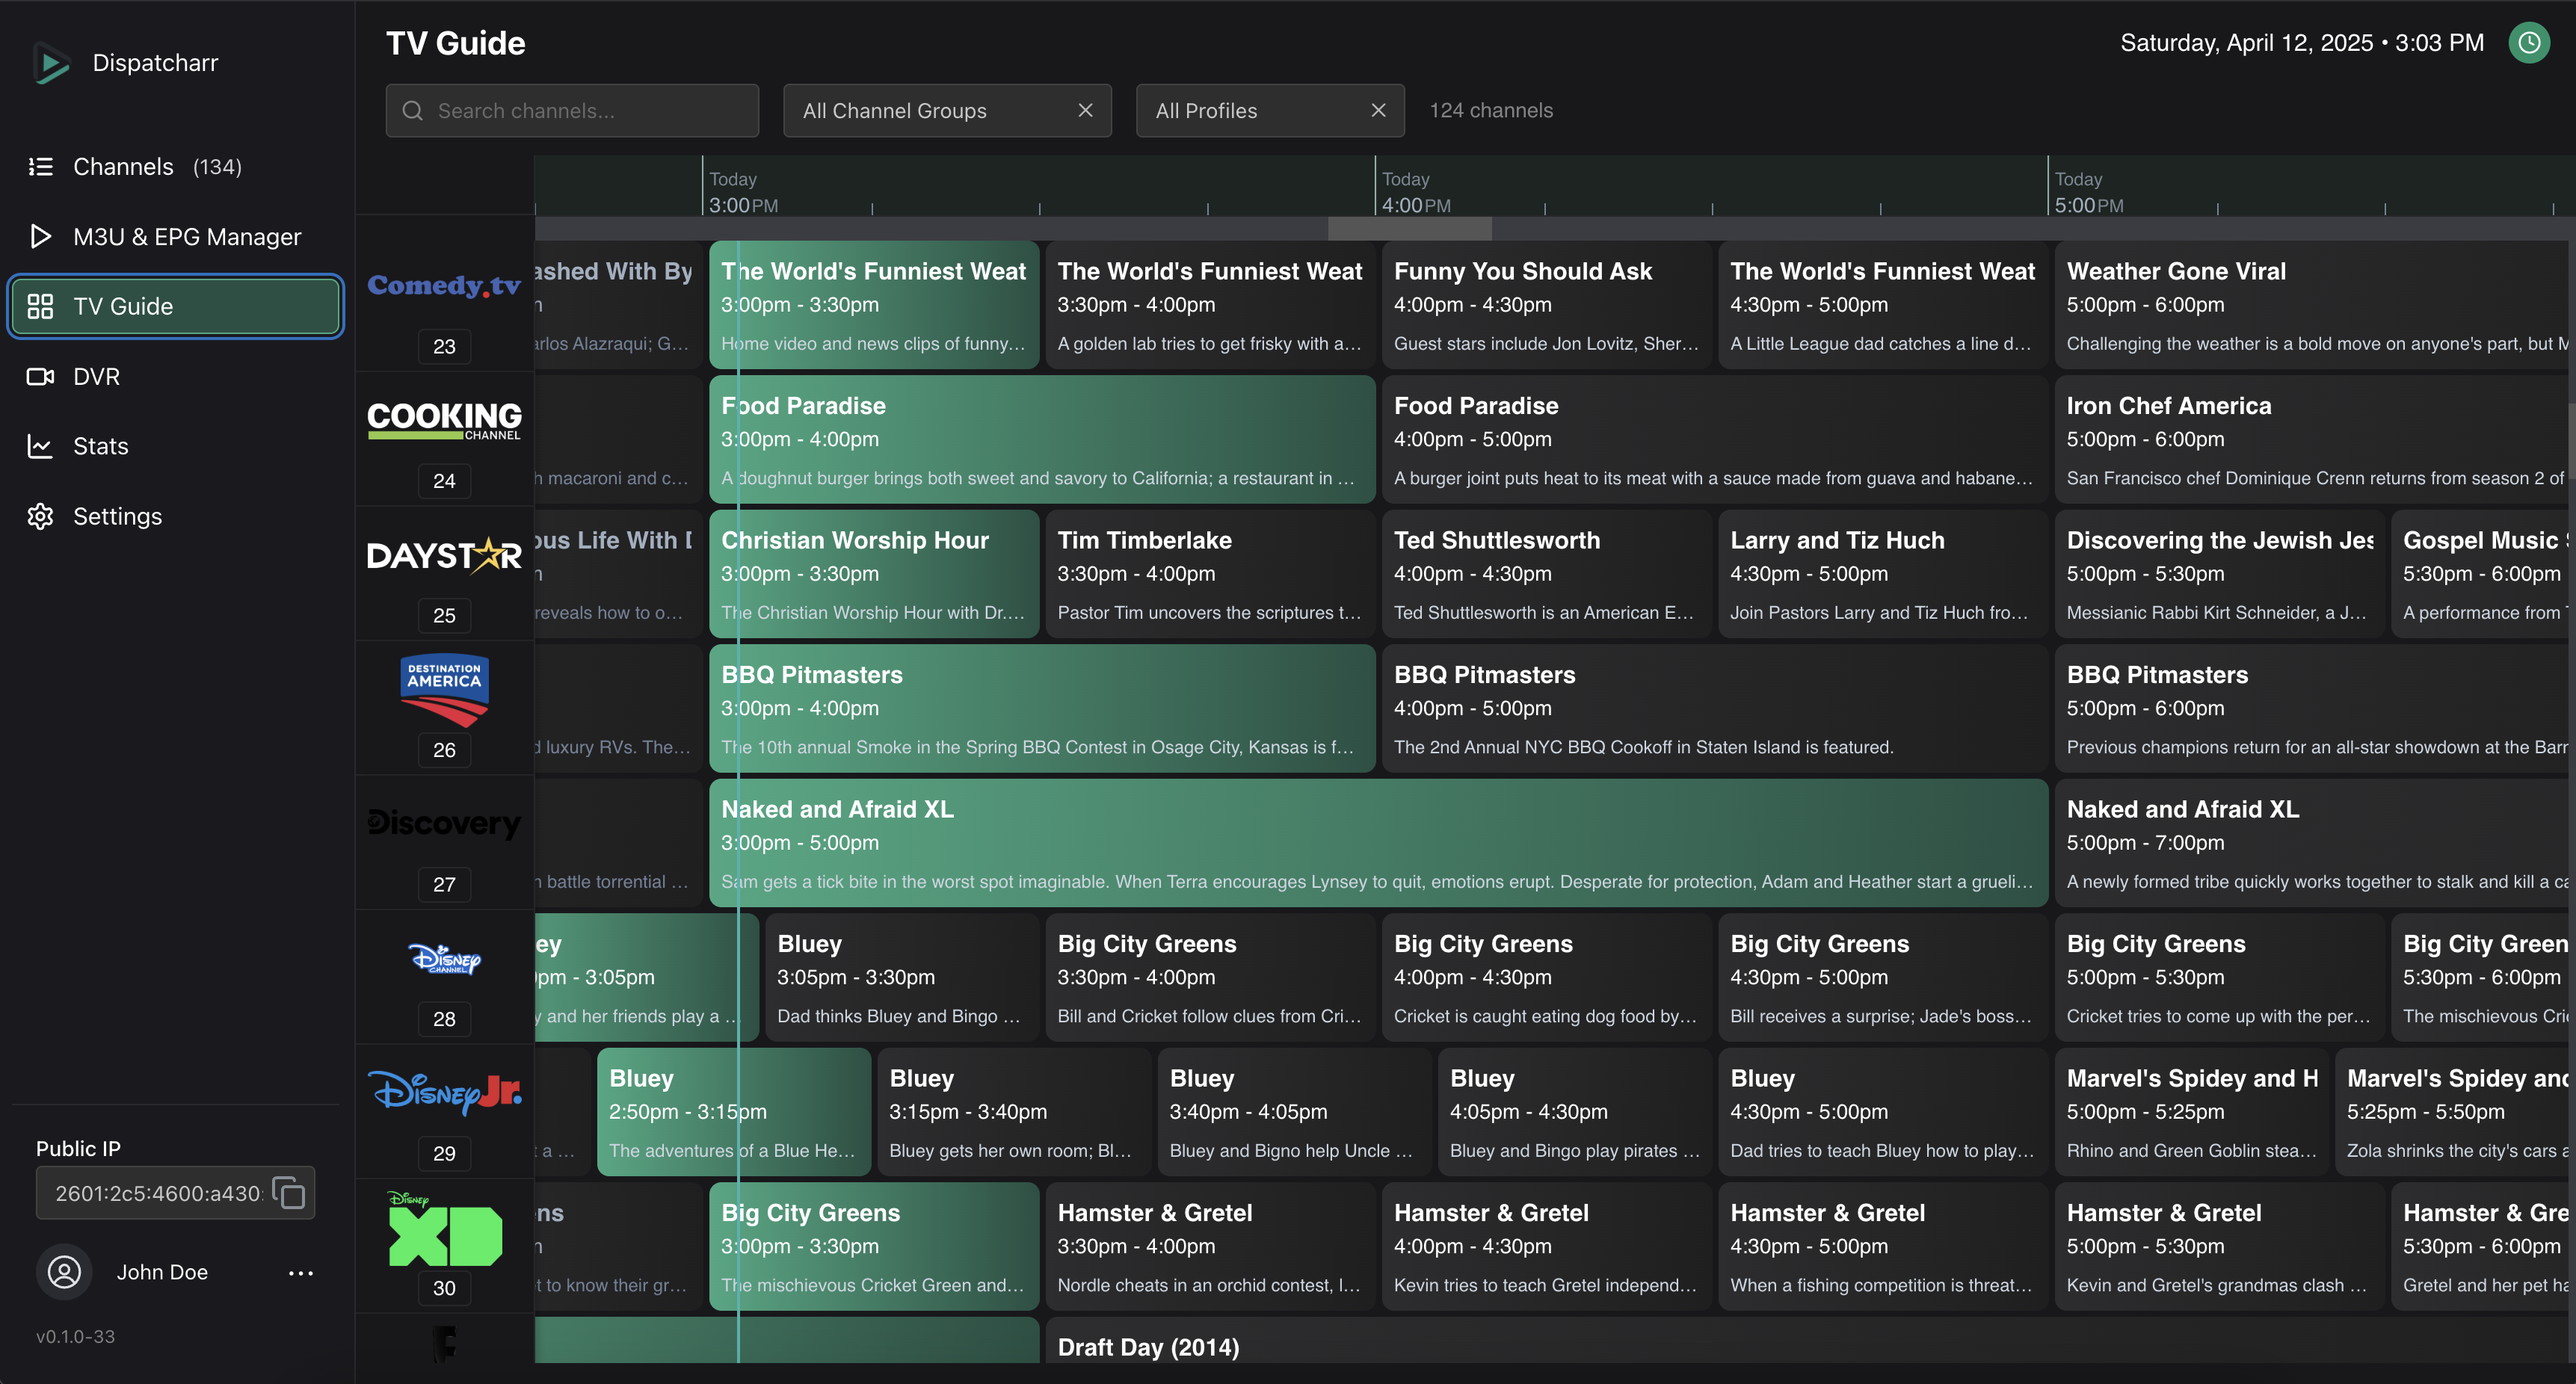 Dispatcharr
Channels (134)
M3U & EPG Manager
TV Guide
DVR
Stats
Settings
Public IP
2601:2c5:4600:a430:
John Doe
v0.1.0-33
TV Guide
Saturday, April 12, 2025 • 3:03 PM
Search channels...
All Channel Groups
All Profiles
124 channels
Today
3:00 PM
Today
4:00 PM
Today
5:00 PM
Comedy.tv
23
ashed With By
arlos Alazraqui; G...
The World's Funniest Weat
3:00pm - 3:30pm
Home video and news clips of funny...
The World's Funniest Weat
3:30pm - 4:00pm
A golden lab tries to get frisky with a...
Funny You Should Ask
4:00pm - 4:30pm
Guest stars include Jon Lovitz, Sher...
The World's Funniest Weat
4:30pm - 5:00pm
A Little League dad catches a line d...
Weather Gone Viral
5:00pm - 6:00pm
Challenging the weather is a bold move on anyone's part, but M
COOKING
CHANNEL
24
h macaroni and c...
Food Paradise
3:00pm - 4:00pm
A doughnut burger brings both sweet and savory to California; a restaurant in ...
Food Paradise
4:00pm - 5:00pm
A burger joint puts heat to its meat with a sauce made from guava and habane...
Iron Chef America
5:00pm - 6:00pm
San Francisco chef Dominique Crenn returns from season 2 of
DAYSTAR
25
ous Life With D
reveals how to o...
Christian Worship Hour
3:00pm - 3:30pm
The Christian Worship Hour with Dr....
Tim Timberlake
3:30pm - 4:00pm
Pastor Tim uncovers the scriptures t...
Ted Shuttlesworth
4:00pm - 4:30pm
Ted Shuttlesworth is an American E...
Larry and Tiz Huch
4:30pm - 5:00pm
Join Pastors Larry and Tiz Huch fro...
Discovering the Jewish Jes
5:00pm - 5:30pm
Messianic Rabbi Kirt Schneider, a J...
Gospel Music S
5:30pm - 6:00pm
A performance from T
DESTINATION
AMERICA
26
d luxury RVs. The...
BBQ Pitmasters
3:00pm - 4:00pm
The 10th annual Smoke in the Spring BBQ Contest in Osage City, Kansas is f...
BBQ Pitmasters
4:00pm - 5:00pm
The 2nd Annual NYC BBQ Cookoff in Staten Island is featured.
BBQ Pitmasters
5:00pm - 6:00pm
Previous champions return for an all-star showdown at the Barr
Discovery
27
n battle torrential ...
Naked and Afraid XL
3:00pm - 5:00pm
Sam gets a tick bite in the worst spot imaginable. When Terra encourages Lynsey to quit, emotions erupt. Desperate for protection, Adam and Heather start a grueli...
Naked and Afraid XL
5:00pm - 7:00pm
A newly formed tribe quickly works together to stalk and kill a ca
Disney
CHANNEL
28
ey
pm - 3:05pm
y and her friends play a ...
Bluey
3:05pm - 3:30pm
Dad thinks Bluey and Bingo ...
Big City Greens
3:30pm - 4:00pm
Bill and Cricket follow clues from Cri...
Big City Greens
4:00pm - 4:30pm
Cricket is caught eating dog food by...
Big City Greens
4:30pm - 5:00pm
Bill receives a surprise; Jade's boss...
Big City Greens
5:00pm - 5:30pm
Cricket tries to come up with the per...
Big City Green
5:30pm - 6:00pm
The mischievous Cric
Disney Jr.
29
t a ...
Bluey
2:50pm - 3:15pm
The adventures of a Blue He...
Bluey
3:15pm - 3:40pm
Bluey gets her own room; Bl...
Bluey
3:40pm - 4:05pm
Bluey and Bigno help Uncle ...
Bluey
4:05pm - 4:30pm
Bluey and Bingo play pirates ...
Bluey
4:30pm - 5:00pm
Dad tries to teach Bluey how to play...
Marvel's Spidey and H
5:00pm - 5:25pm
Rhino and Green Goblin stea...
Marvel's Spidey and
5:25pm - 5:50pm
Zola shrinks the city's cars a
Disney
XD
30
ens
et to know their gr...
Big City Greens
3:00pm - 3:30pm
The mischievous Cricket Green and...
Hamster & Gretel
3:30pm - 4:00pm
Nordle cheats in an orchid contest, l...
Hamster & Gretel
4:00pm - 4:30pm
Kevin tries to teach Gretel independ...
Hamster & Gretel
4:30pm - 5:00pm
When a fishing competition is threat...
Hamster & Gretel
5:00pm - 5:30pm
Kevin and Gretel's grandmas clash ...
Hamster & Gre
5:30pm - 6:00pm
Gretel and her pet ha
Draft Day (2014)